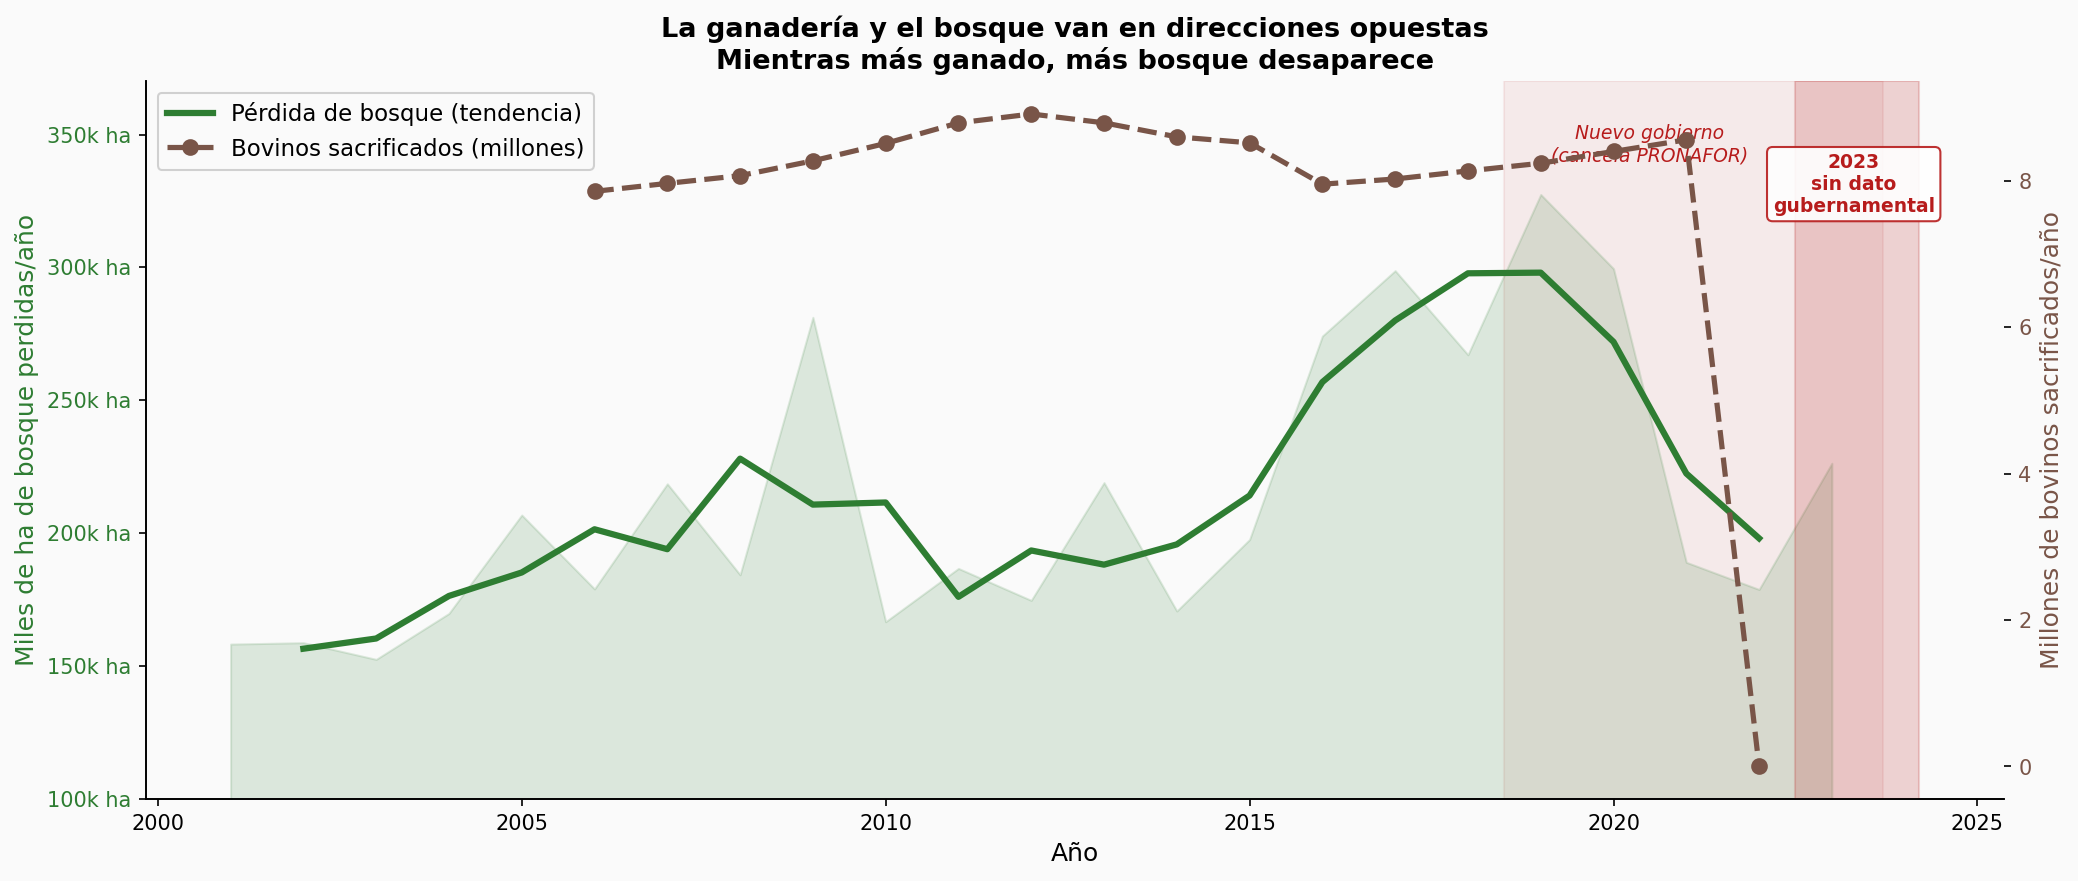 La ganadería y el bosque van en direcciones opuestas
Mientras más ganado, más bosque desaparece
Pérdida de bosque (tendencia)
Bovinos sacrificados (millones)
Nuevo gobierno
(cancela PRONAFOR)
2023
sin dato
gubernamental
Miles de ha de bosque perdidas/año
350k ha
300k ha
250k ha
200k ha
150k ha
100k ha
Millones de bovinos sacrificados/año
8
6
4
2
0
2000
2005
2010
2015
2020
2025
Año